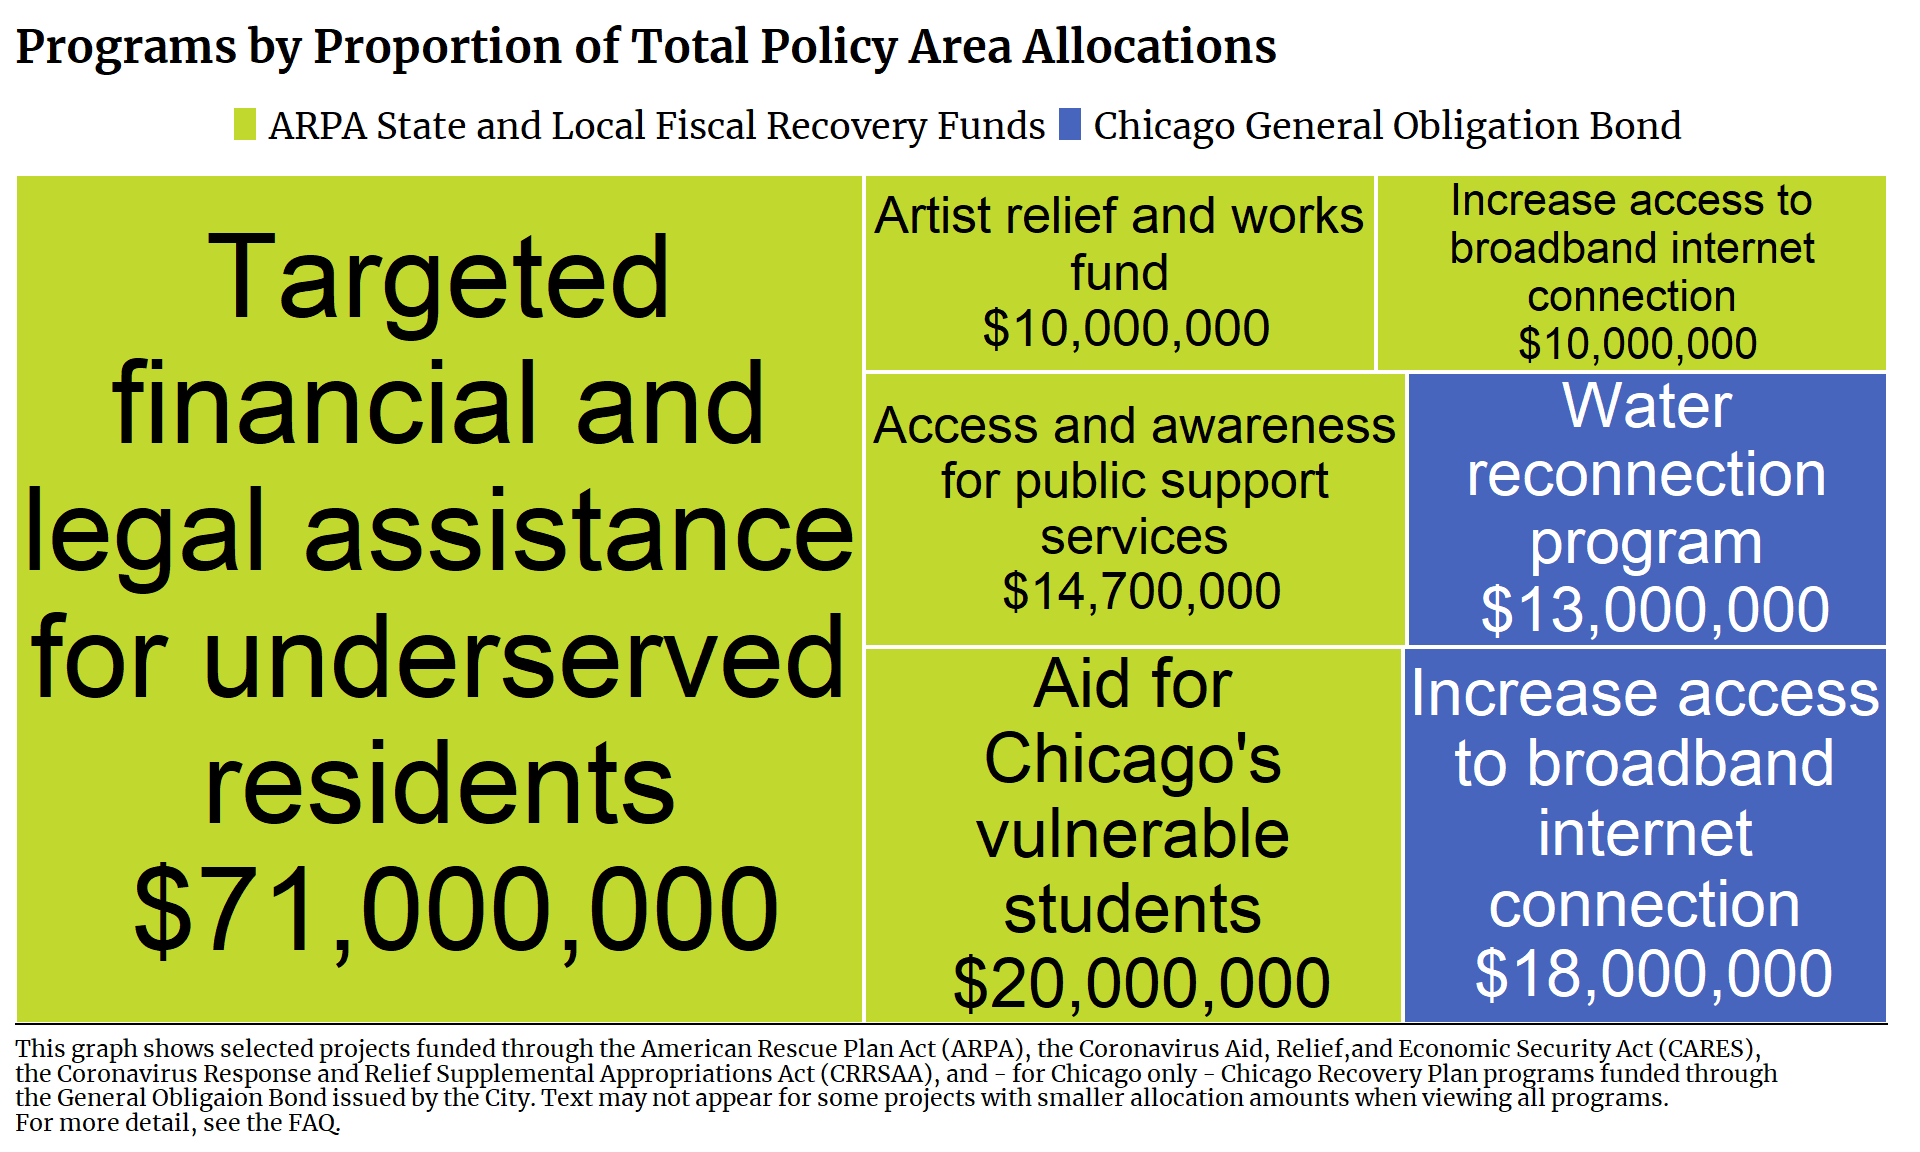 Programs by Proportion of Total Policy Area Allocations
ARPA State and Local Fiscal Recovery Funds
Chicago General Obligation Bond
Targeted
financial and
legal assistance
for underserved
residents
$71,000,000
Artist relief and works
fund
$10,000,000
Increase access to
broadband internet
connection
$10,000,000
Access and awareness
for public support
services
$14,700,000
Water
reconnection
program
$13,000,000
Aid for
Chicago's
vulnerable
students
$20,000,000
Increase access
to broadband
internet
connection
$18,000,000
This graph shows selected projects funded through the American Rescue Plan Act (ARPA), the Coronavirus Aid, Relief,and Economic Security Act (CARES),
the Coronavirus Response and Relief Supplemental Appropriations Act (CRRSAA), and - for Chicago only - Chicago Recovery Plan programs funded through
the General Obligaion Bond issued by the City. Text may not appear for some projects with smaller allocation amounts when viewing all programs.
For more detail, see the FAQ.